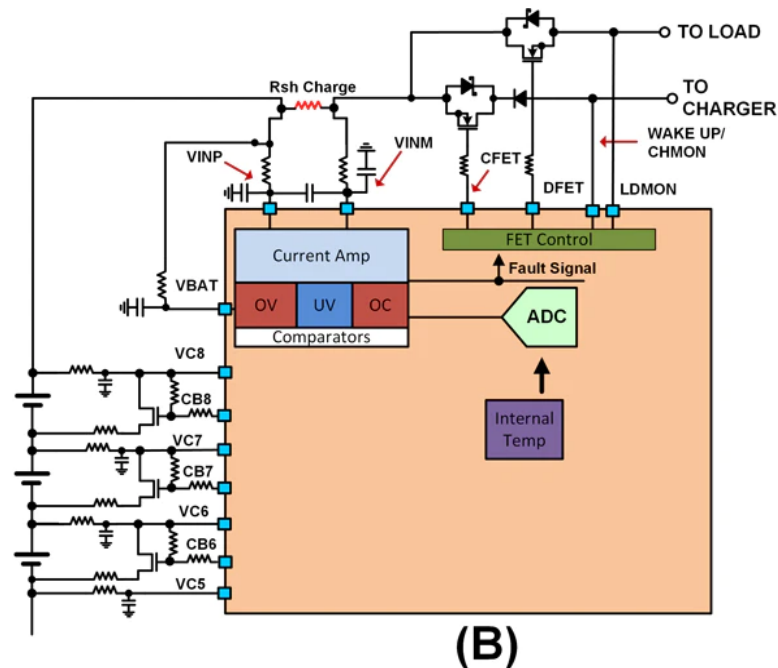 TO LOAD
Rsh Charge
TO
CHARGER
VINP
VINM
CFET
WAKE UP/
CHMON
DFET
LDMON
FET Control
Current Amp
Fault Signal
VBAT
OV
UV
OC
ADC
Comparators
VC8
CB8
Internal
Temp
VC7
CB7
VC6
CB6
VC5
(B)